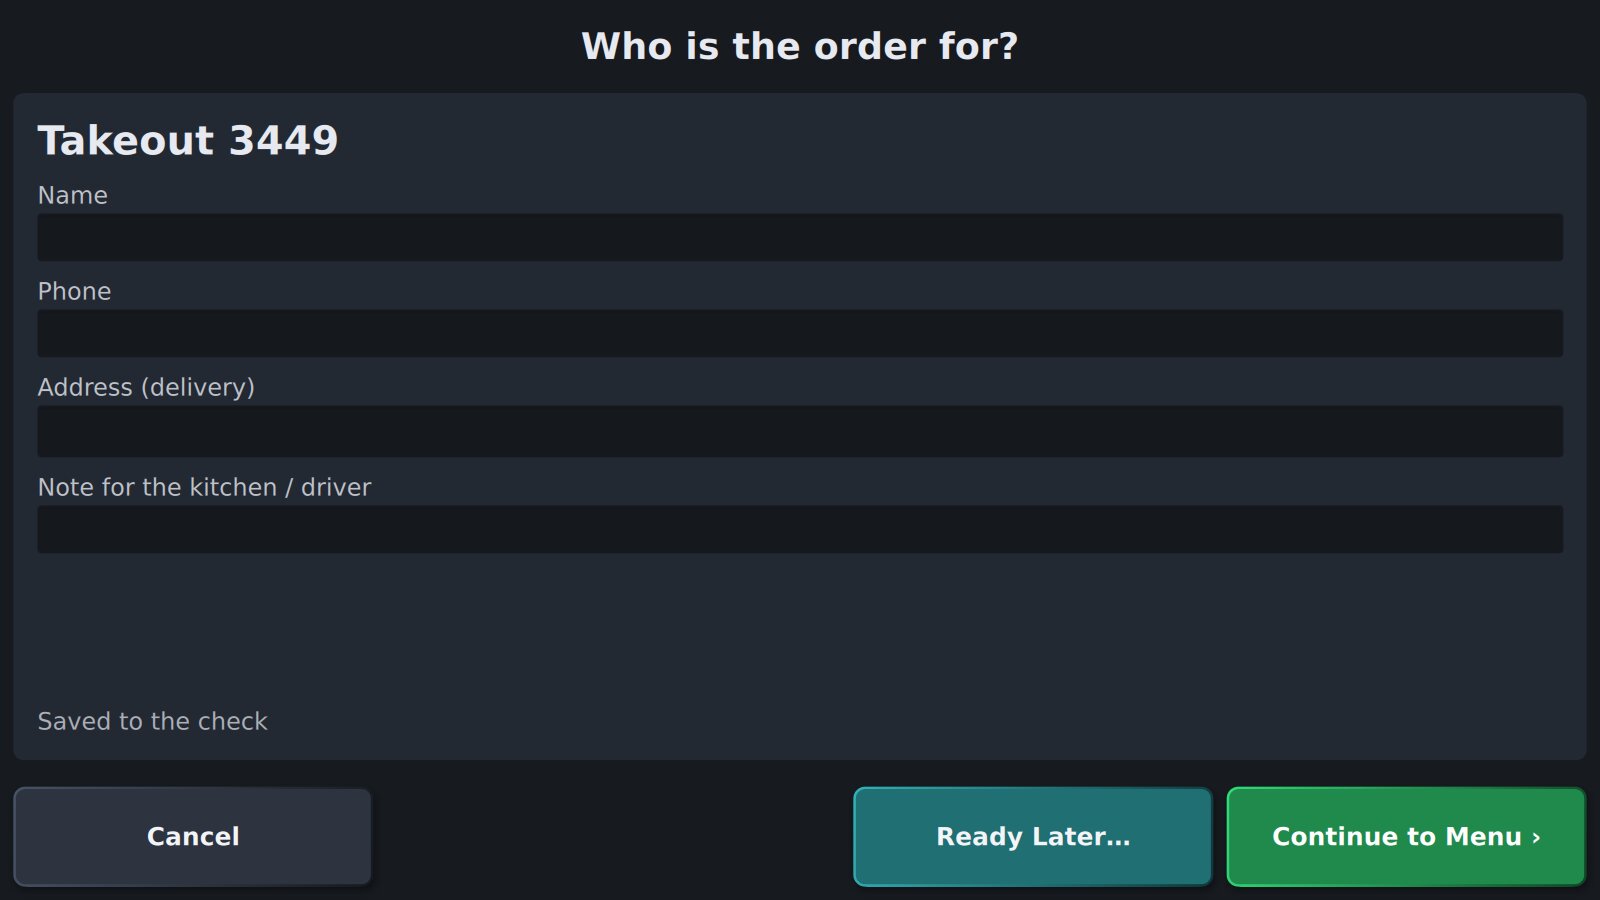 Who is the order for?
Takeout 3449
Name
Phone
Address (delivery)
Note for the kitchen / driver
Saved to the check
Cancel
Ready Later…
Continue to Menu ›